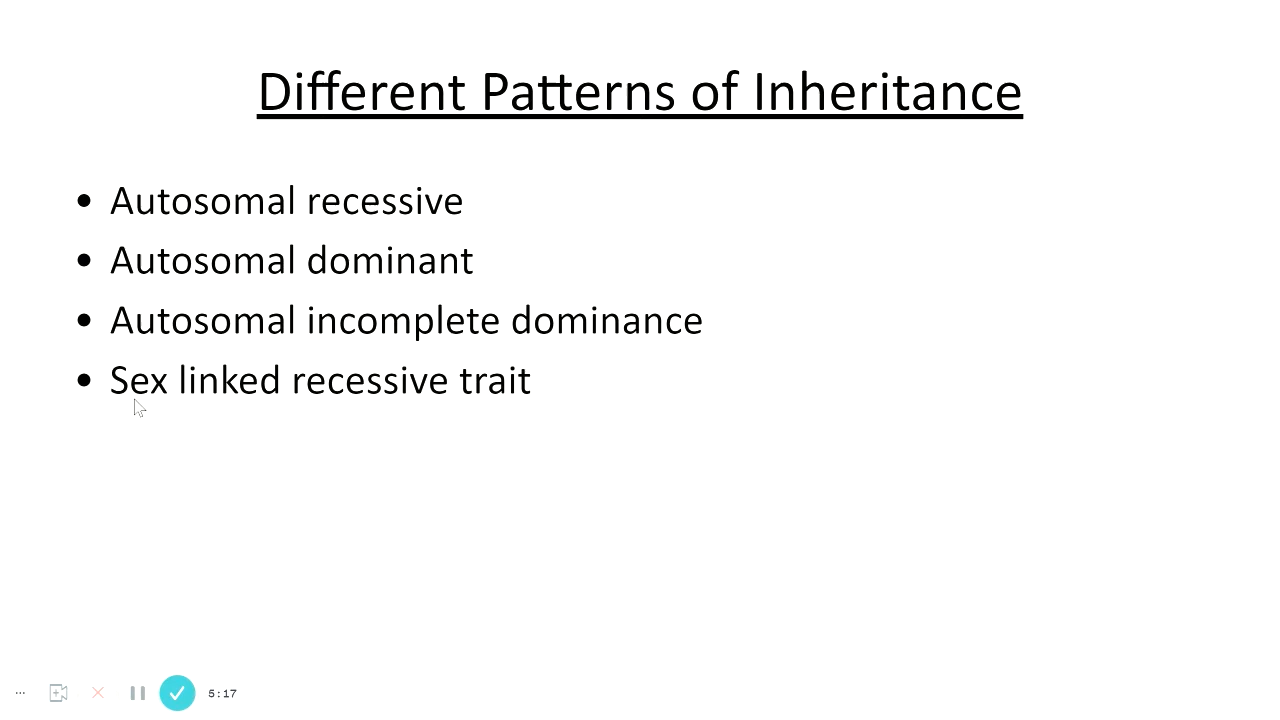 Different Patterns of Inheritance
• Autosomal recessive
• Autosomal dominant
• Autosomal incomplete dominance
• Sex linked recessive trait
... 5:17